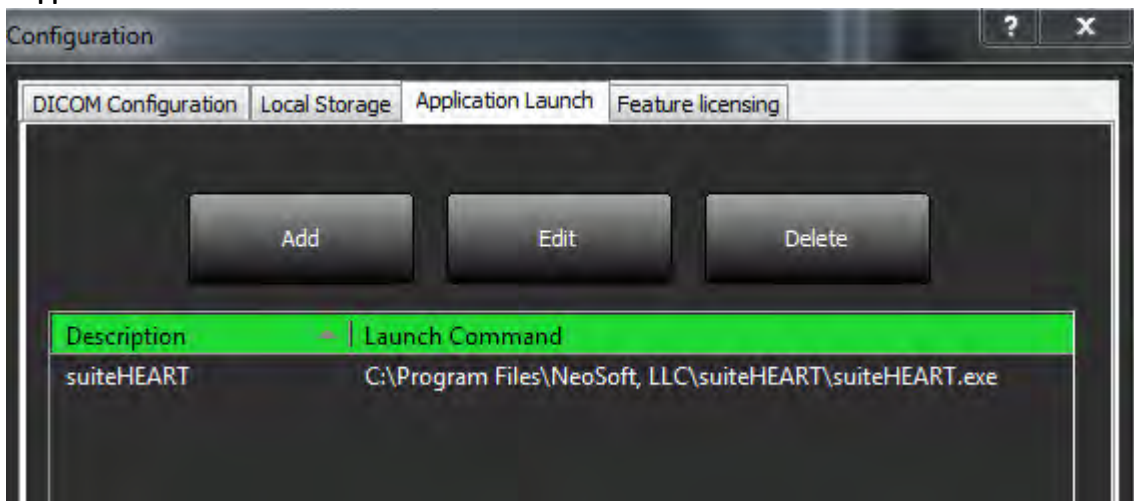 Configuration ? x
DICOM Configuration Local Storage Application Launch Feature licensing
Add Edit Delete
Description Launch Command
suiteHEART C:\Program Files\NeoSoft, LLC\suiteHEART\suiteHEART.exe